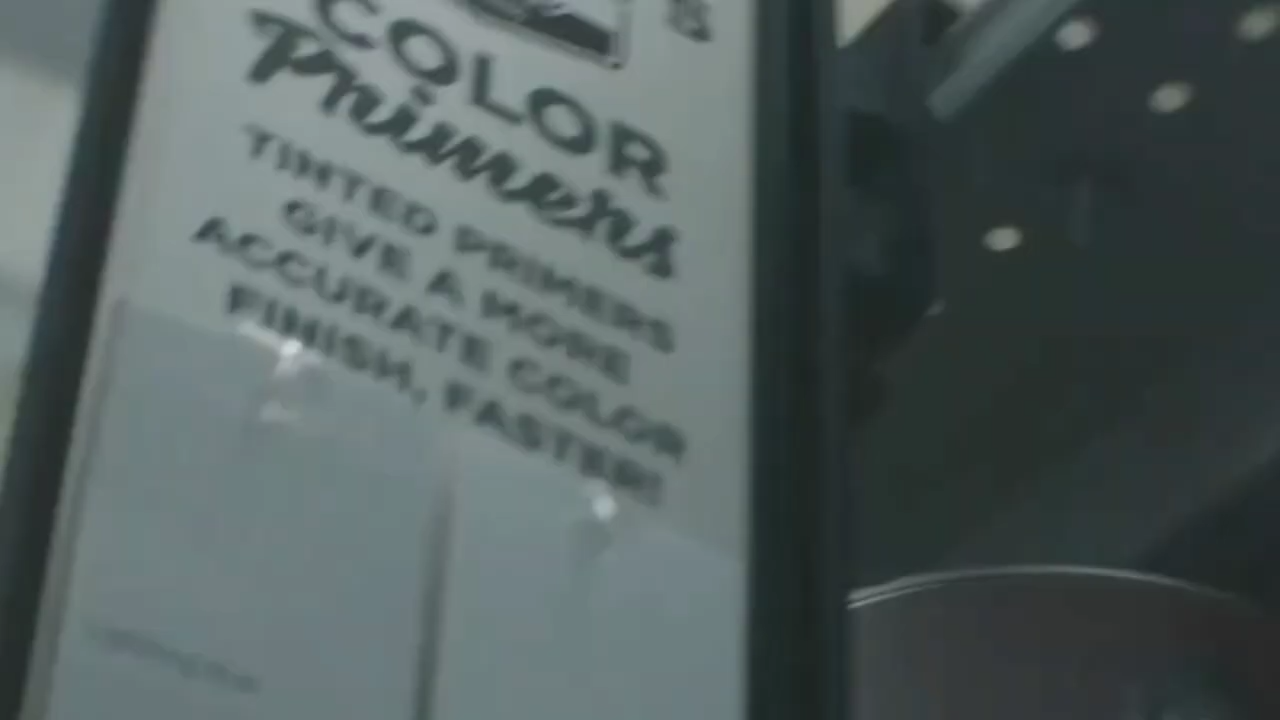 COLOR
Primers
TINTED PRIMERS
GIVE A MORE
ACCURATE COLOR
FINISH, FASTER!